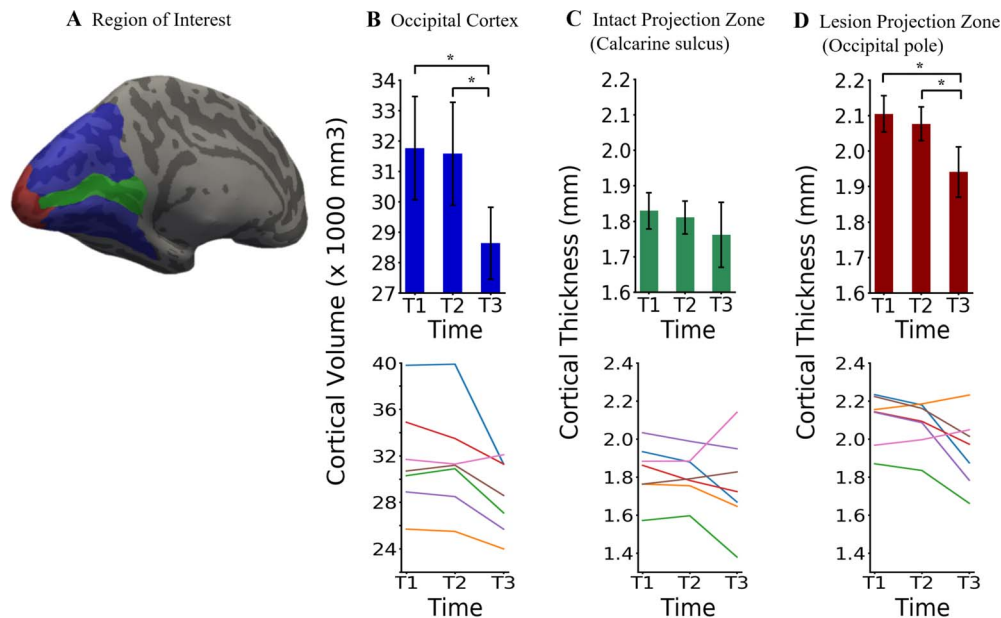 A Region of Interest
B Occipital Cortex
C Intact Projection Zone
(Calcarine sulcus)
D Lesion Projection Zone
(Occipital pole)
Cortical Volume (x 1000 mm3)
34
33
32
31
30
29
28
27
* *
T1 T2 T3
Time
40
36
32
28
24
T1 T2 T3
Time
Cortical Thickness (mm)
2.2
2.1
2.0
1.9
1.8
1.7
1.6
T1 T2 T3
Time
2.4
2.2
2.0
1.8
1.6
1.4
T1 T2 T3
Time
Cortical Thickness (mm)
2.2
2.1
2.0
1.9
1.8
1.7
1.6
* *
T1 T2 T3
Time
2.4
2.2
2.0
1.8
1.6
1.4
T1 T2 T3
Time